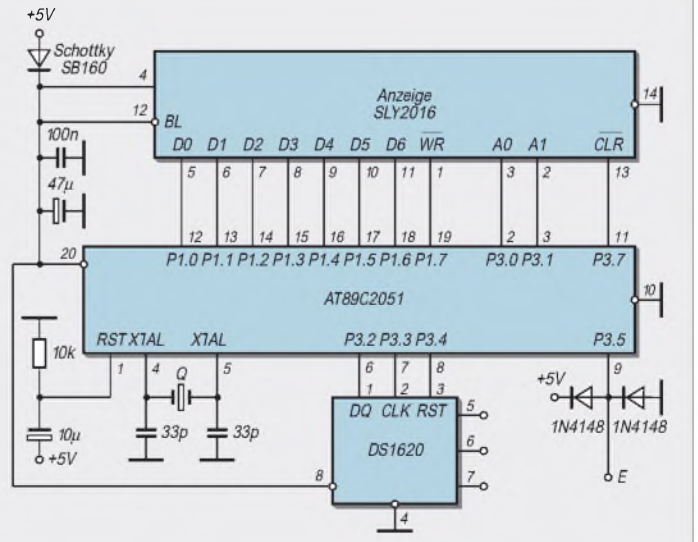 +5V
Schottky
SB160
4
Anzeige
SLY2016
14
12
BL
100n
D0 D1 D2 D3 D4 D5 D6 WR A0 A1 CLR
5 6 7 8 9 10 11 1 3 2 13
47µ
12 13 14 15 16 17 18 19 2 3 11
20
P1.0 P1.1 P1.2 P1.3 P1.4 P1.5 P1.6 P1.7 P3.0 P3.1 P3.7
AT89C2051
10
RST XTAL XTAL P3.2 P3.3 P3.4 P3.5
10k
1 4 5 6 7 8 9
Q
1 2 3
+5V
DQ CLK RST
5
10µ
33p
33p
1N4148
1N4148
+5V
DS1620
6
8
7
E
4